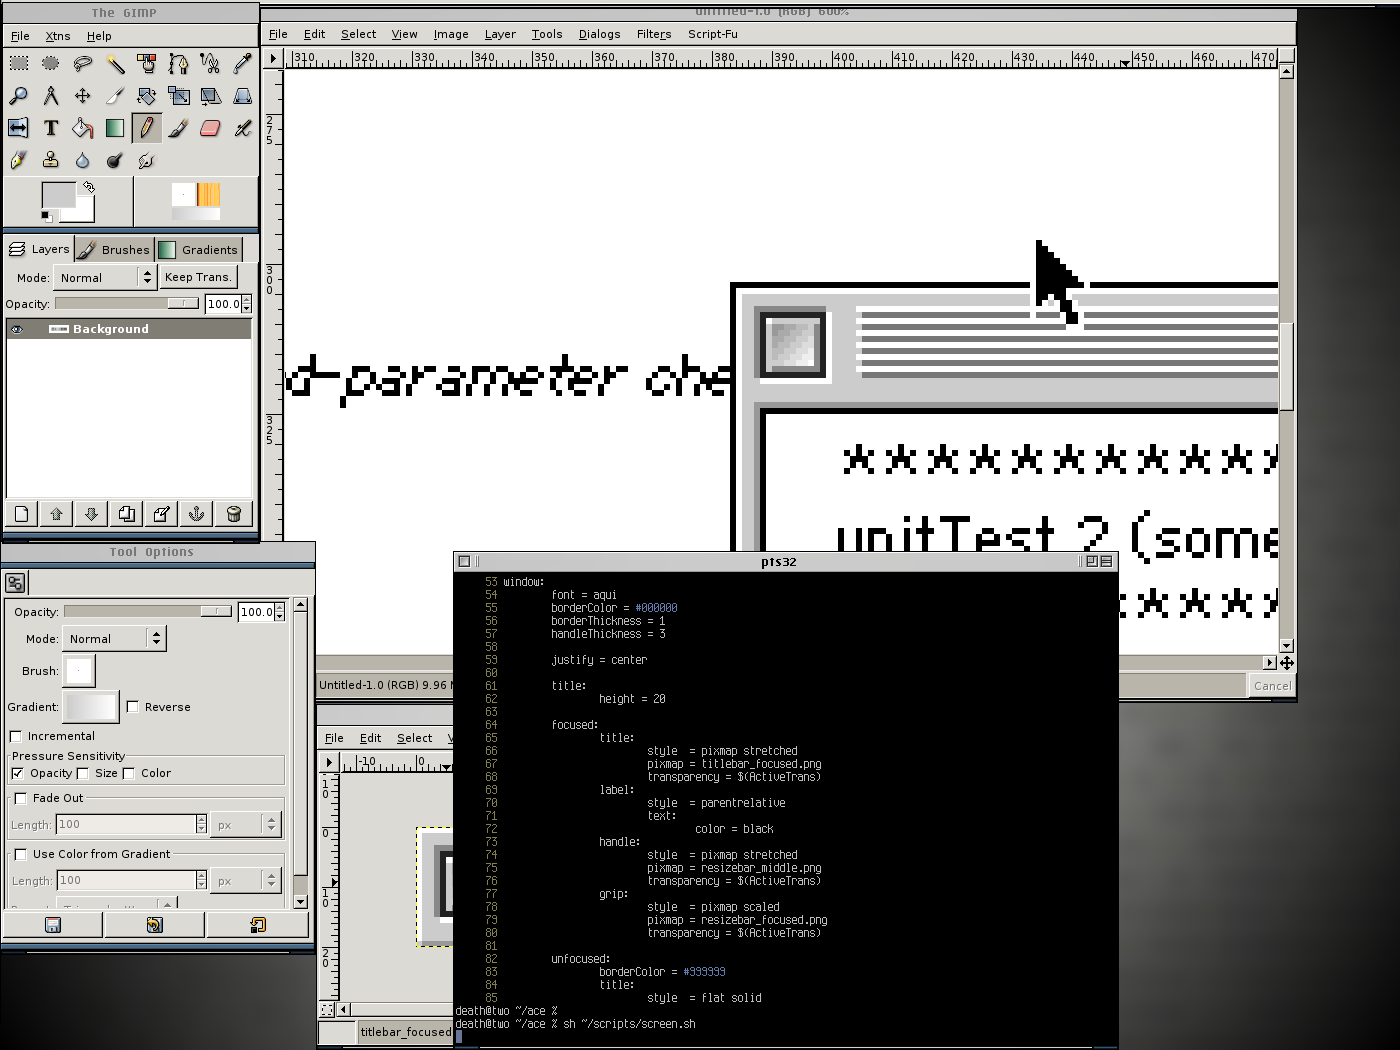 The GIMP
File Xtns Help
Layers Brushes Gradients
Mode: Normal Keep Trans.
Opacity: 100.0
Background
Tool Options
Opacity: 100.0
Mode: Normal
Brush:
Gradient: Reverse
Incremental
Pressure Sensitivity
Opacity Size Color
Fade Out
Length: 100 px
Use Color from Gradient
Length: 100 px
untitled-1.0 (RGB) 600%
File Edit Select View Image Layer Tools Dialogs Filters Script-Fu
310 320 330 340 350 360 370 380 390 400 410 420 430 440 450 460 470
275
300
325
d-parameter che
* * * * * * * * * * *
unitTest 2 (some
Untitled-1.0 (RGB) 9.96 M
Cancel
File Edit Select V
-10 0
10
0
10
20
titlebar_focused
pts32
53 window:
54 font = aqui
55 borderColor = #000000
56 borderThickness = 1
57 handleThickness = 3
58
59 justify = center
60
61 title:
62 height = 20
63
64 focused:
65 title:
66 style = pixmap stretched
67 pixmap = titlebar_focused.png
68 transparency = $(ActiveTrans)
69 label:
70 style = parentrelative
71 text:
72 color = black
73 handle:
74 style = pixmap stretched
75 pixmap = resizebar_middle.png
76 transparency = $(ActiveTrans)
77 grip:
78 style = pixmap scaled
79 pixmap = resizebar_focused.png
80 transparency = $(ActiveTrans)
81
82 unfocused:
83 borderColor = #999999
84 title:
85 style = flat solid
death@two ~/ace %
death@two ~/ace % sh ~/scripts/screen.sh